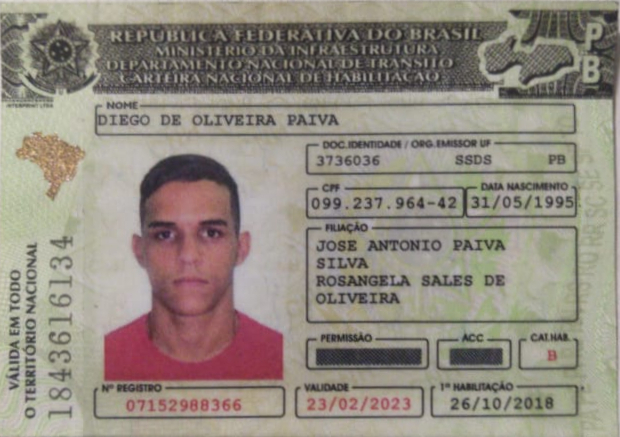 REPÚBLICA FEDERATIVA DO BRASIL
MINISTÉRIO DA INFRAESTRUTURA
DEPARTAMENTO NACIONAL DE TRÂNSITO
CARTEIRA NACIONAL DE HABILITAÇÃO
PB
NOME
DIEGO DE OLIVEIRA PAIVA
DOC. IDENTIDADE / ORG. EMISSOR UF
3736036 SSDS PB
CPF
099.237.964-42
DATA NASCIMENTO
31/05/1995
FILIAÇÃO
JOSE ANTONIO PAIVA
SILVA
ROSANGELA SALES DE
OLIVEIRA
PERMISSÃO
ACC
CAT. HAB.
B
Nº REGISTRO
07152988366
VALIDADE
23/02/2023
1ª HABILITAÇÃO
26/10/2018
VÁLIDA EM TODO
O TERRITÓRIO NACIONAL
1843616134